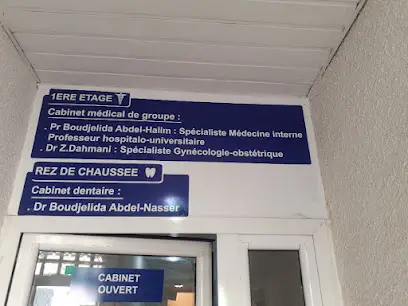 1ERE ETAGE
Cabinet médical de groupe :
. Pr Boudjelida Abdel-Halim : Spécialiste Médecine interne
Professeur hospitalo-universitaire
. Dr Z.Dahmani : Spécialiste Gynécologie-obstétrique
REZ DE CHAUSSEE
Cabinet dentaire :
. Dr Boudjelida Abdel-Nasser
CABINET
OUVERT